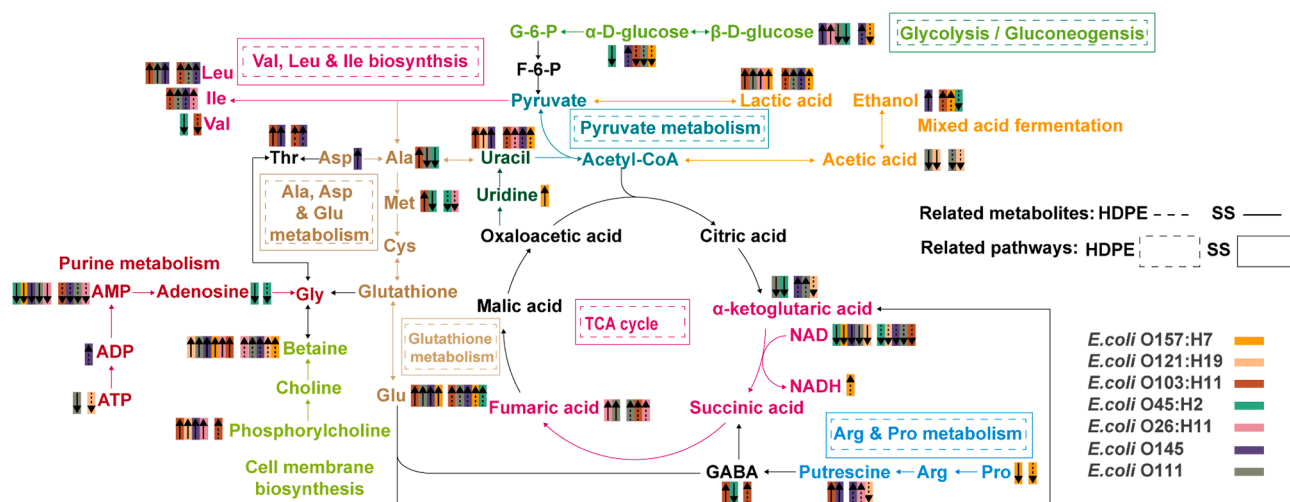 G-6-P
α-D-glucose
β-D-glucose
Glycolysis / Gluconeogensis
Val, Leu & Ile biosynthsis
F-6-P
Leu
Ile
Val
Pyruvate
Lactic acid
Ethanol
Pyruvate metabolism
Mixed acid fermentation
Thr
Asp
Ala
Uracil
Acetyl-CoA
Acetic acid
Ala, Asp
& Glu
metabolism
Met
Uridine
Cys
Oxaloacetic acid
Citric acid
Related metabolites: HDPE
SS
Related pathways: HDPE
SS
Purine metabolism
AMP
Adenosine
Gly
Glutathione
Malic acid
TCA cycle
α-ketoglutaric acid
NAD
Glutathione
metabolism
ADP
Betaine
Choline
ATP
Glu
NADH
Fumaric acid
Succinic acid
Phosphorylcholine
Arg & Pro metabolism
Cell membrane
biosynthesis
GABA
Putrescine
Arg
Pro
E.coli O157:H7
E.coli O121:H19
E.coli O103:H11
E.coli O45:H2
E.coli O26:H11
E.coli O145
E.coli O111